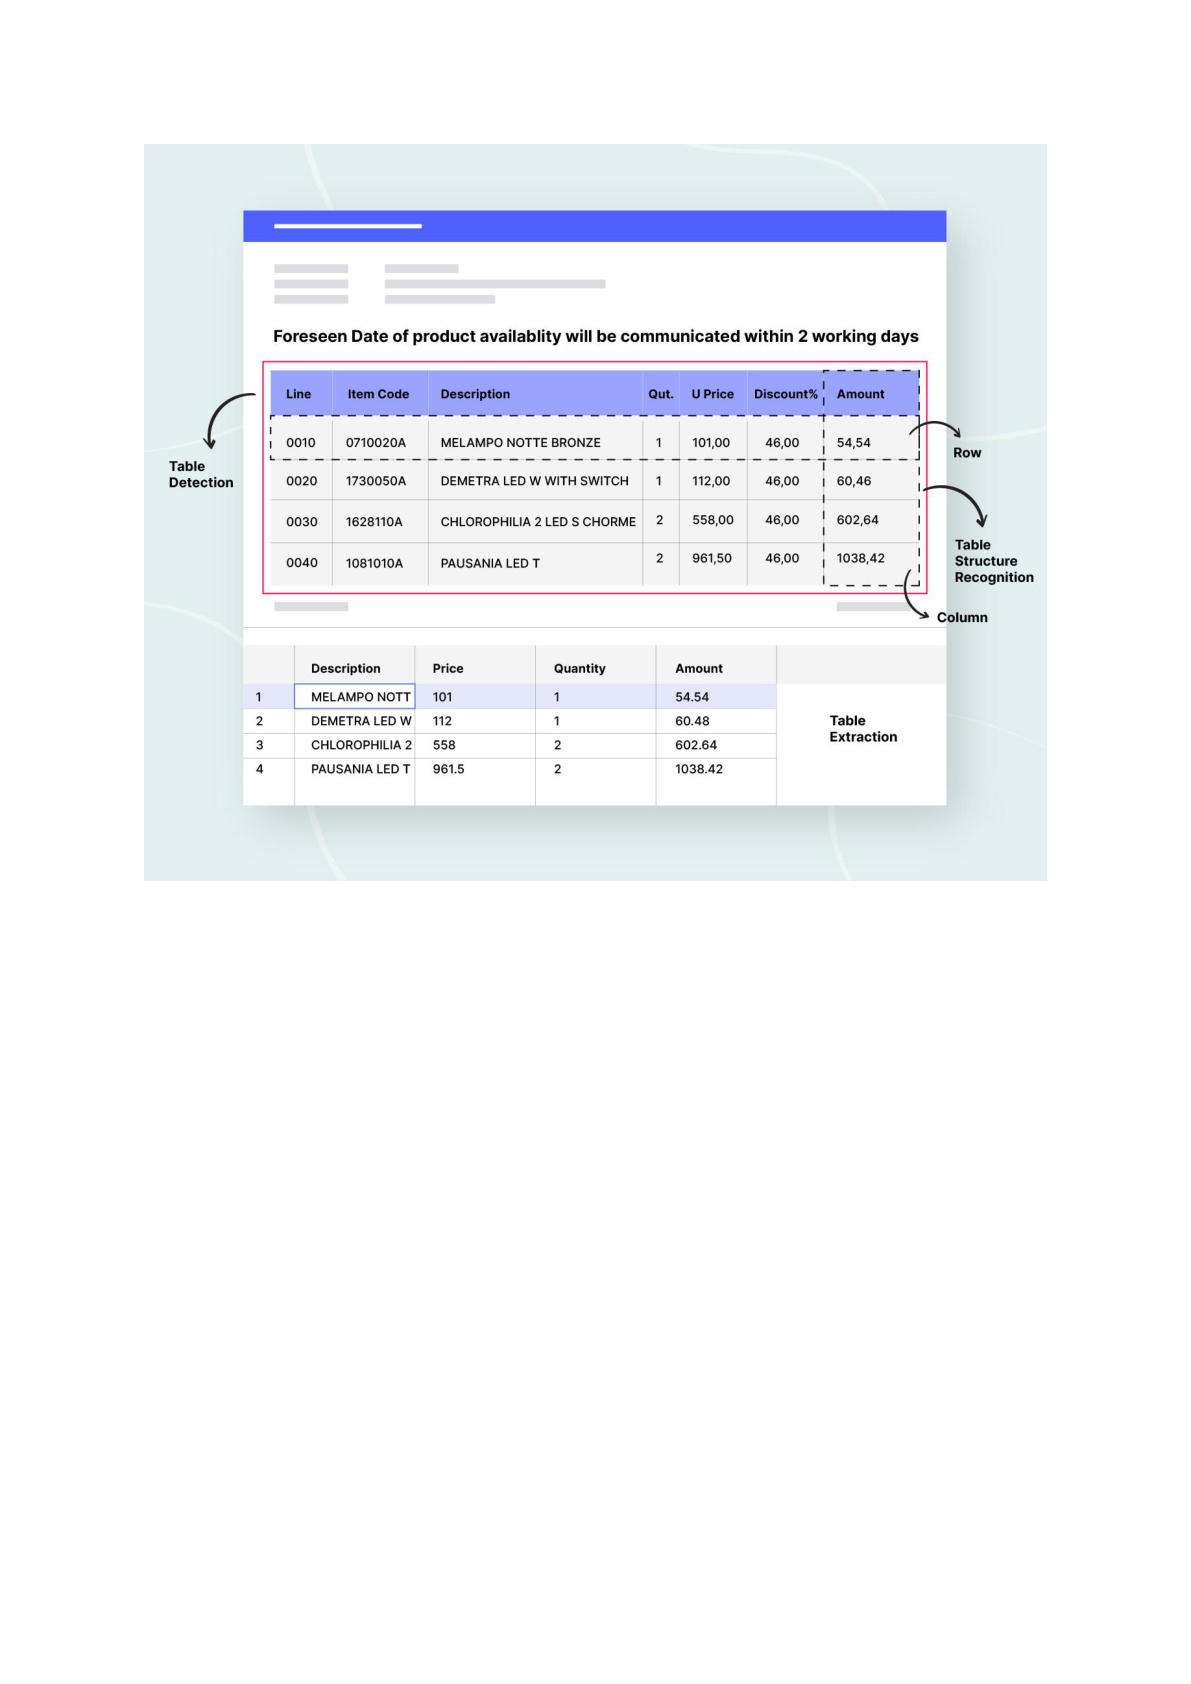 Foreseen Date of product availablity will be communicated within 2 working days
Line Item Code Description Qut. U Price Discount% Amount
0010 0710020A MELAMPO NOTTE BRONZE 1 101,00 46,00 54,54
Row
Table
Detection
0020 1730050A DEMETRA LED W WITH SWITCH 1 112,00 46,00 60,46
0030 1628110A CHLOROPHILIA 2 LED S CHORME 2 558,00 46,00 602,64
0040 1081010A PAUSANIA LED T 2 961,50 46,00 1038,42
Table
Structure
Recognition
Column
Description Price Quantity Amount
1 MELAMPO NOTT 101 1 54.54
2 DEMETRA LED W 112 1 60.48
3 CHLOROPHILIA 2 558 2 602.64
4 PAUSANIA LED T 961.5 2 1038.42
Table
Extraction